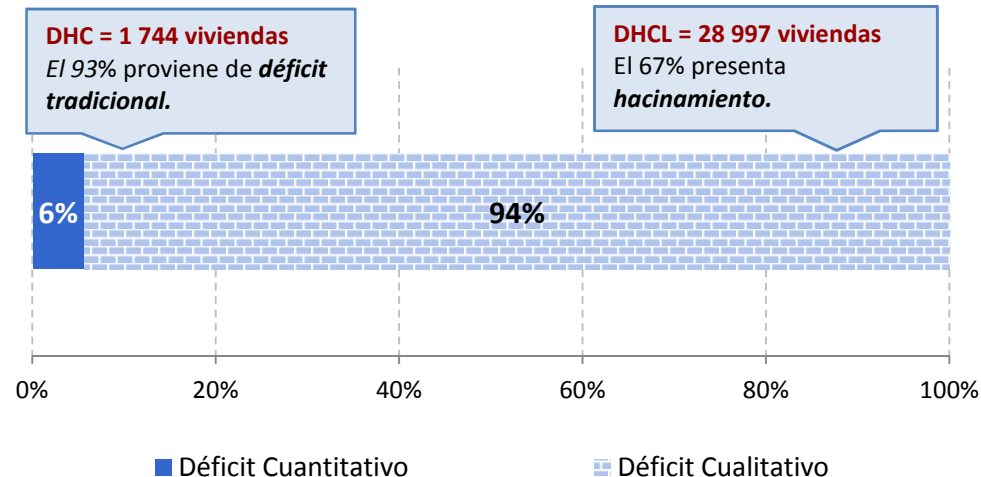 DHC = 1 744 viviendas
El 93% proviene de déficit
tradicional.
DHCL = 28 997 viviendas
El 67% presenta
hacinamiento.
6%
94%
0%
20%
40%
60%
80%
100%
Déficit Cuantitativo
Déficit Cualitativo